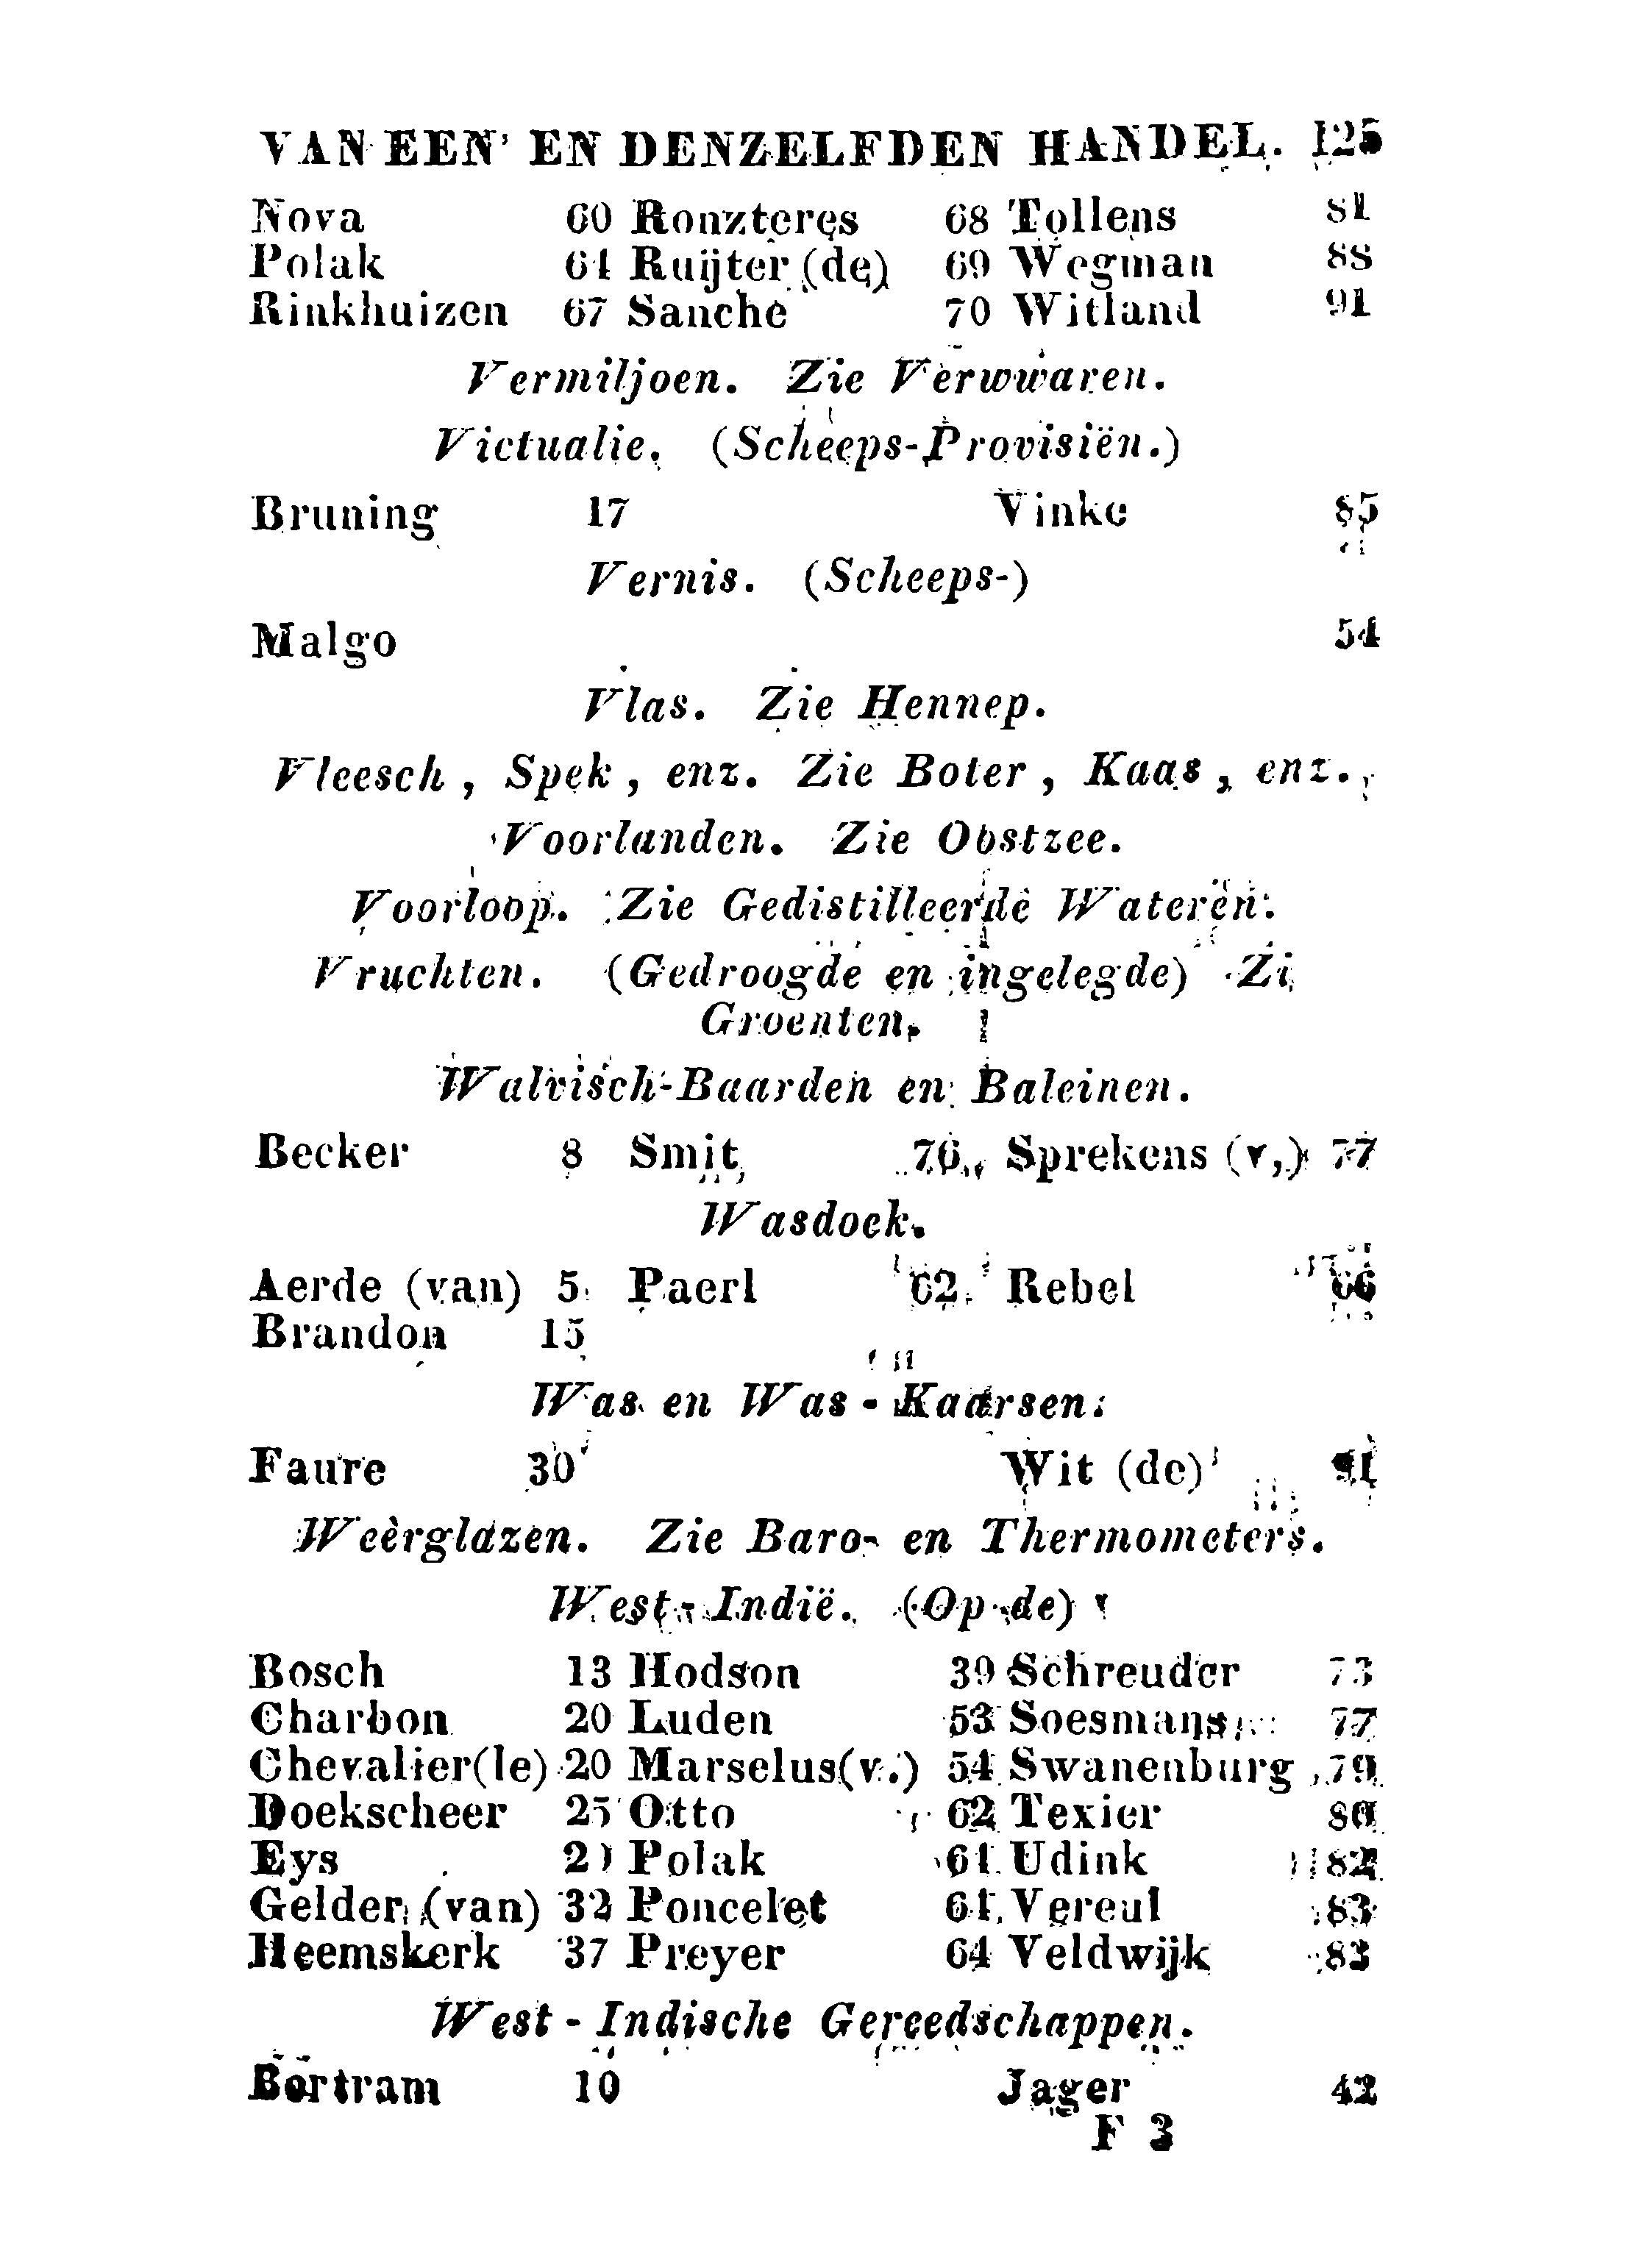 VAN EEN' EN DENZELFDEN HANDEL. 125
Nova 60 Ronzteres 68 Tollens 81
Polak 64 Ruijter (de) 69 Wegman 88
Rinkhuizen 67 Sanche 70 Witland 91
Vermiljoen. Zie Verwwaren.
Victualie. (Scheeps-Provisiën.)
Bruning 17 Vinke 85
Vernis. (Scheeps-)
Malgo 54
Vlas. Zie Hennep.
Vleesch, Spek, enz. Zie Boter, Kaas, enz.
Voorlanden. Zie Obstzee.
Voorloop. Zie Gedistilleerde Wateren.
Vruchten. (Gedroogde en ingelegde) Zi
Groenten.
Walvisch-Baarden en Baleinen.
Becker 8 Smit 76 Sprekens (v.) 77
Wasdoek.
Aerde (van) 5 Paerl 62 Rebel 66
Brandon 15
Was en Was-Kaarsen.
Faure 30 Wit (de) 91
Weêrglazen. Zie Baro- en Thermometers.
West-Indië. (Op de)
Bosch 13 Hodson 39 Schreuder 73
Charbon 20 Luden 53 Soesmans 77
Chevalier (le) 20 Marselus (v.) 54 Swanenburg 79
Doekscheer 25 Otto 62 Texier 80
Eys Polak 64 Udink 82
Gelder (van) 32 Poncelet 64 Vereul 83
Heemskerk 37 Preyer 64 Veldwijk 83
West-Indische Gereedschappen.
Bortram 10 Jager 42
F 3